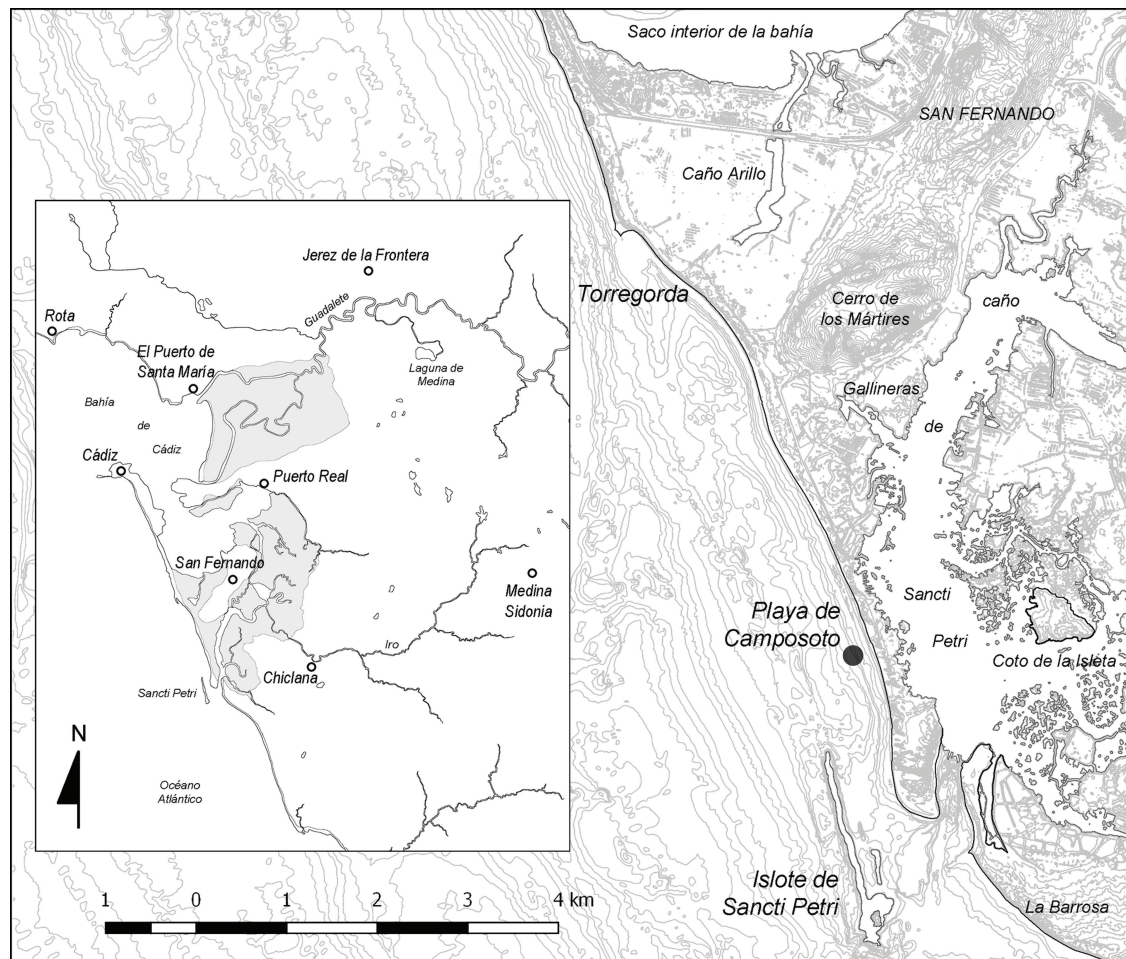 Saco interior de la bahía
SAN FERNANDO
Caño Arillo
Torregorda
Cerro de
los Mártires
caño
Gallineras
de
Sancti
Petri
Playa de
Camposoto
Coto de la Isleta
Islote de
Sancti Petri
La Barrosa
Jerez de la Frontera
Guadalete
Rota
El Puerto de
Santa María
Laguna de
Medina
Bahía
de
Cádiz
Cádiz
Puerto Real
San Fernando
Medina
Sidonia
Iro
Chiclana
Sancti Petri
N
Océano
Atlántico
1 0 1 2 3 4 km